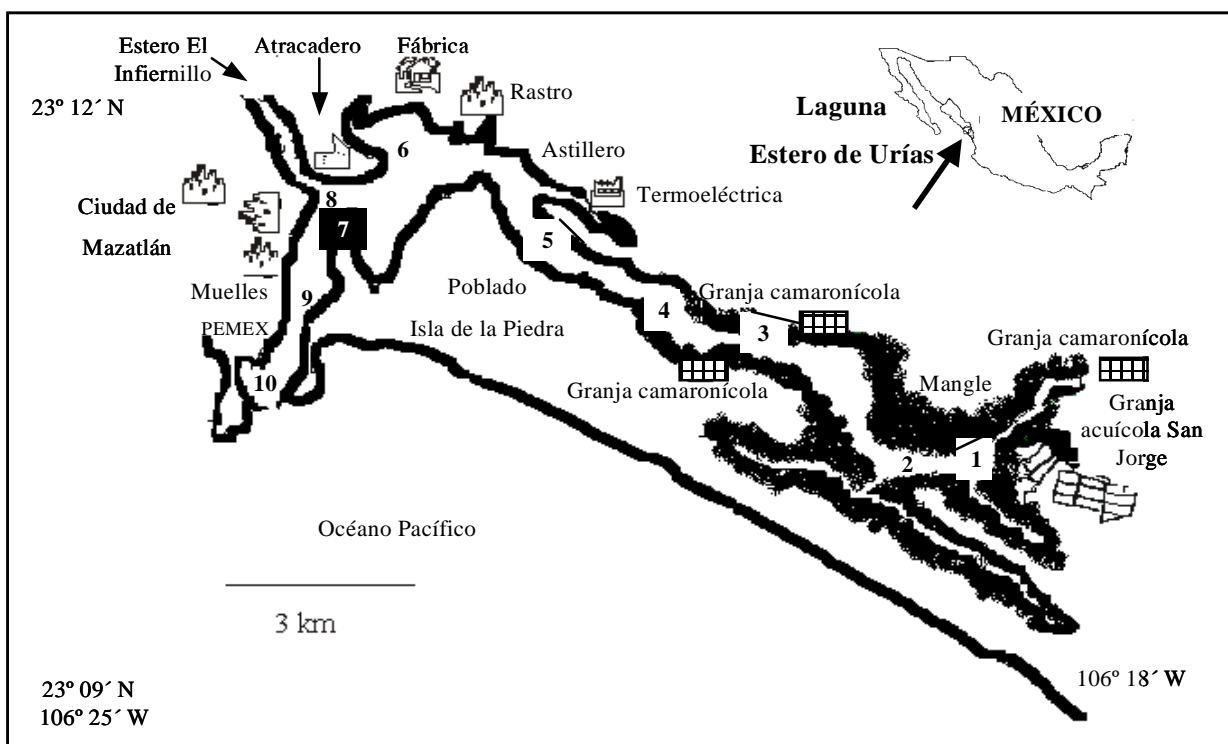 Estero El
Infiernillo
Atracadero
Fábrica
23º 12´ N
Rastro
Laguna
MÉXICO
Estero de Urías
6
Astillero
Termoeléctrica
8
Ciudad de
Mazatlán
7
5
Muelles
9
Poblado
4
Granja camaronícola
PEMEX
Isla de la Piedra
3
Granja camaronícola
10
Granja camaronícola
Mangle
Granja
acuícola San
Jorge
2
1
Océano Pacífico
3 km
23º 09´ N
106º 25´ W
106º 18´ W